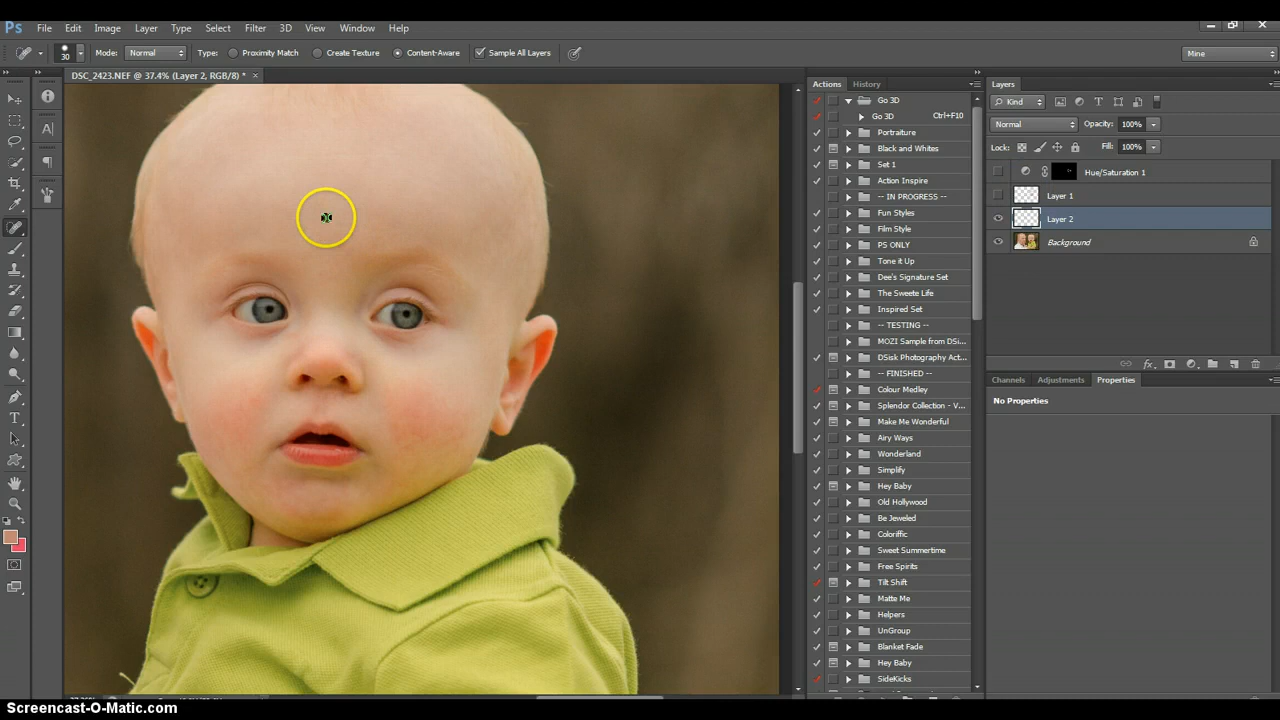 Ps File Edit Image Layer Type Select Filter 3D View Window Help
30 Mode: Normal Type: Proximity Match Create Texture Content-Aware Sample All Layers Mine
DSC_2423.NEF @ 37.4% (Layer 2, RGB/8) * ×
Actions History
Go 3D
Go 3D Ctrl+F10
Portraiture
Black and Whites
Set 1
Action Inspire
-- IN PROGRESS --
Fun Styles
Film Style
PS ONLY
Tone it Up
Dee's Signature Set
The Sweete Life
Inspired Set
-- TESTING --
MOZI Sample from DSi...
DSisk Photography Act...
-- FINISHED --
Colour Medley
Splendor Collection - V...
Make Me Wonderful
Airy Ways
Wonderland
Simplify
Hey Baby
Old Hollywood
Be Jeweled
Coloriffic
Sweet Summertime
Free Spirits
Tilt Shift
Matte Me
Helpers
UnGroup
Blanket Fade
Hey Baby
SideKicks
Layers
Kind
Normal Opacity: 100%
Lock: Fill: 100%
Hue/Saturation 1
Layer 1
Layer 2
Background
fx
Channels Adjustments Properties
No Properties
Screencast-O-Matic.com